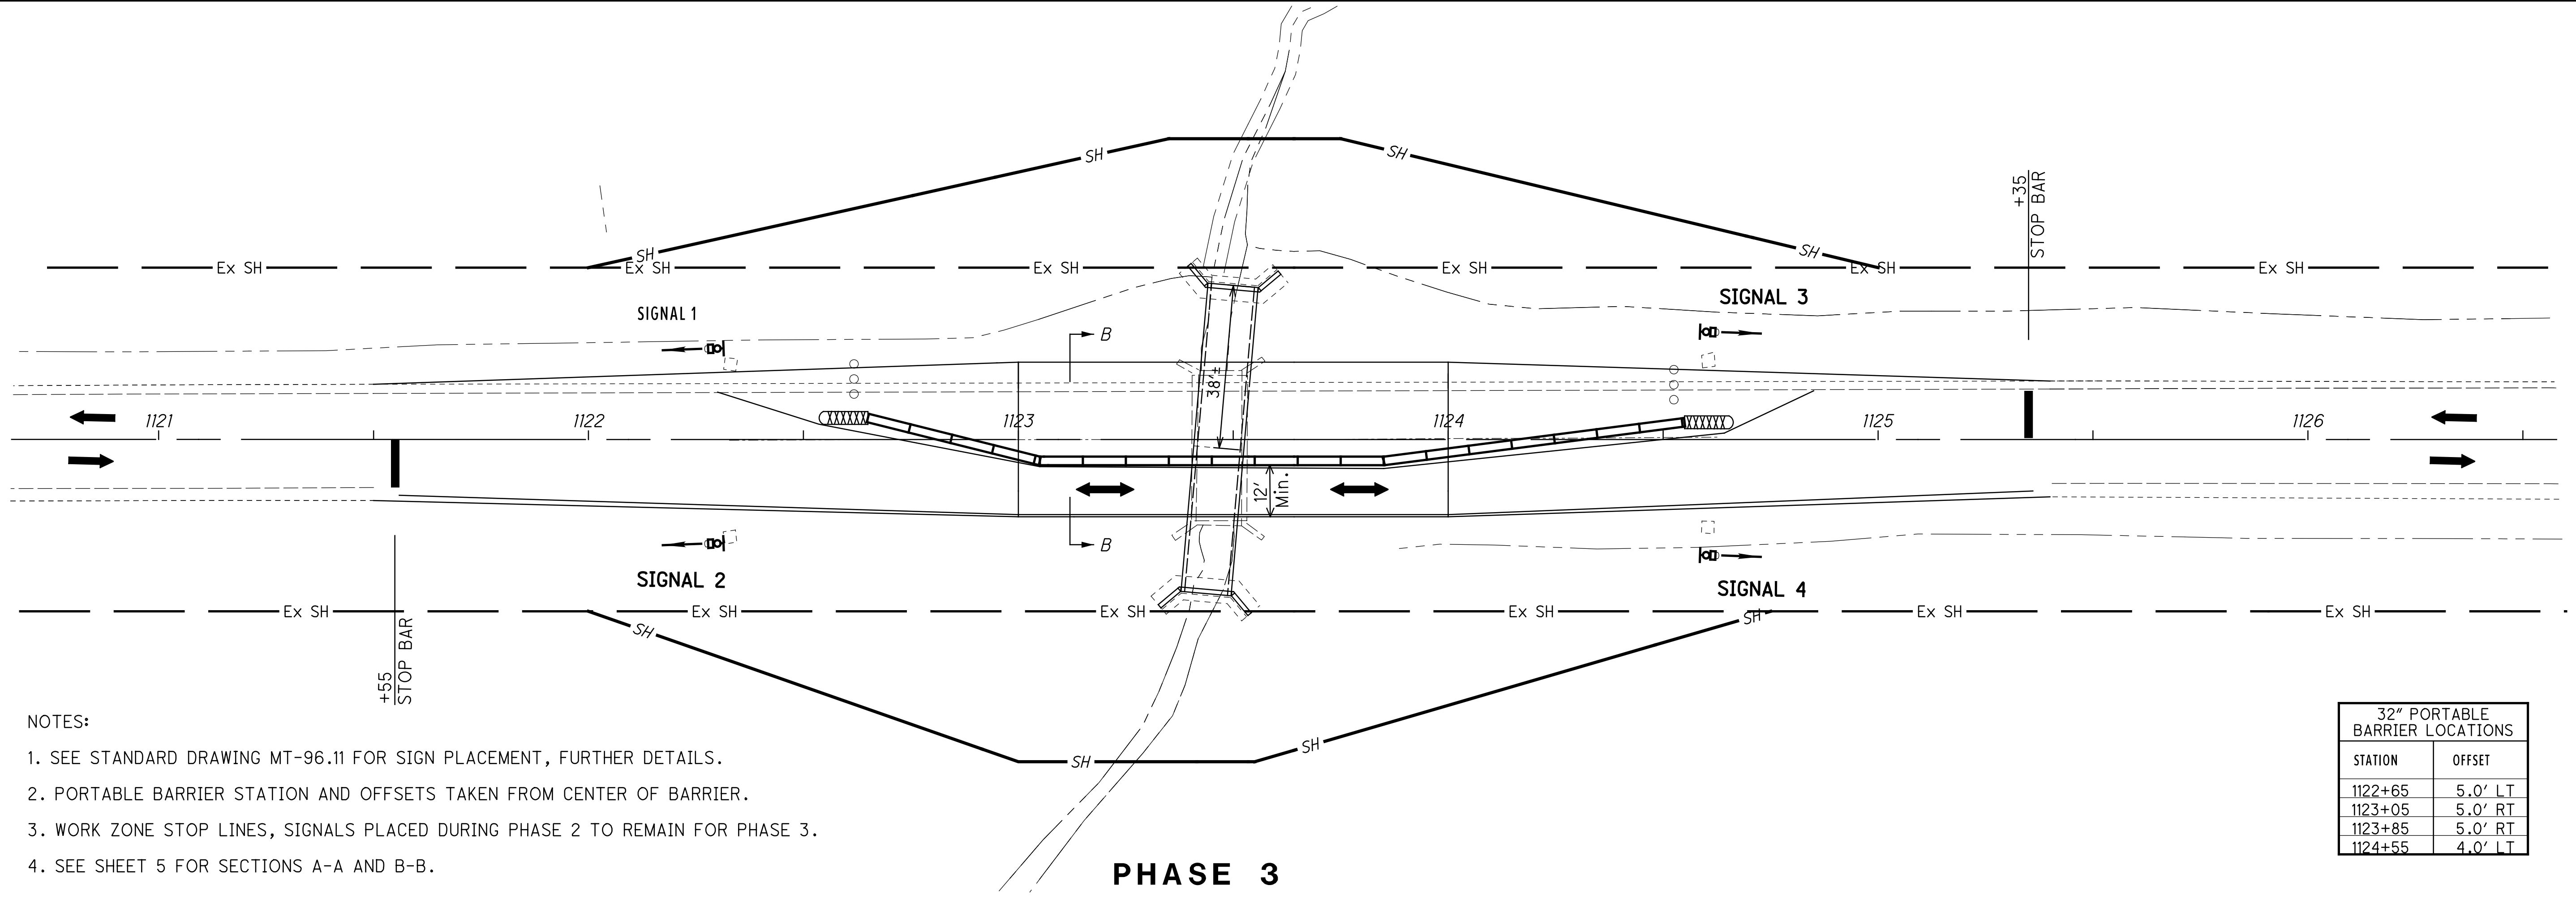 +35
STOP BAR
SH
SH
SH
SH
Ex SH
Ex SH
Ex SH
Ex SH
Ex SH
Ex SH
SIGNAL 1
SIGNAL 3
B
38'±
1121
1122
1123
1124
1125
1126
12'
Min.
B
SIGNAL 2
SIGNAL 4
Ex SH
Ex SH
Ex SH
Ex SH
Ex SH
Ex SH
SH
SH
SH
SH
+55
STOP BAR
NOTES:
1. SEE STANDARD DRAWING MT-96.11 FOR SIGN PLACEMENT, FURTHER DETAILS.
2. PORTABLE BARRIER STATION AND OFFSETS TAKEN FROM CENTER OF BARRIER.
3. WORK ZONE STOP LINES, SIGNALS PLACED DURING PHASE 2 TO REMAIN FOR PHASE 3.
4. SEE SHEET 5 FOR SECTIONS A-A AND B-B.
PHASE 3
32" PORTABLE
BARRIER LOCATIONS
STATION OFFSET
1122+65 5.0' LT
1123+05 5.0' RT
1123+85 5.0' RT
1124+55 4.0' LT